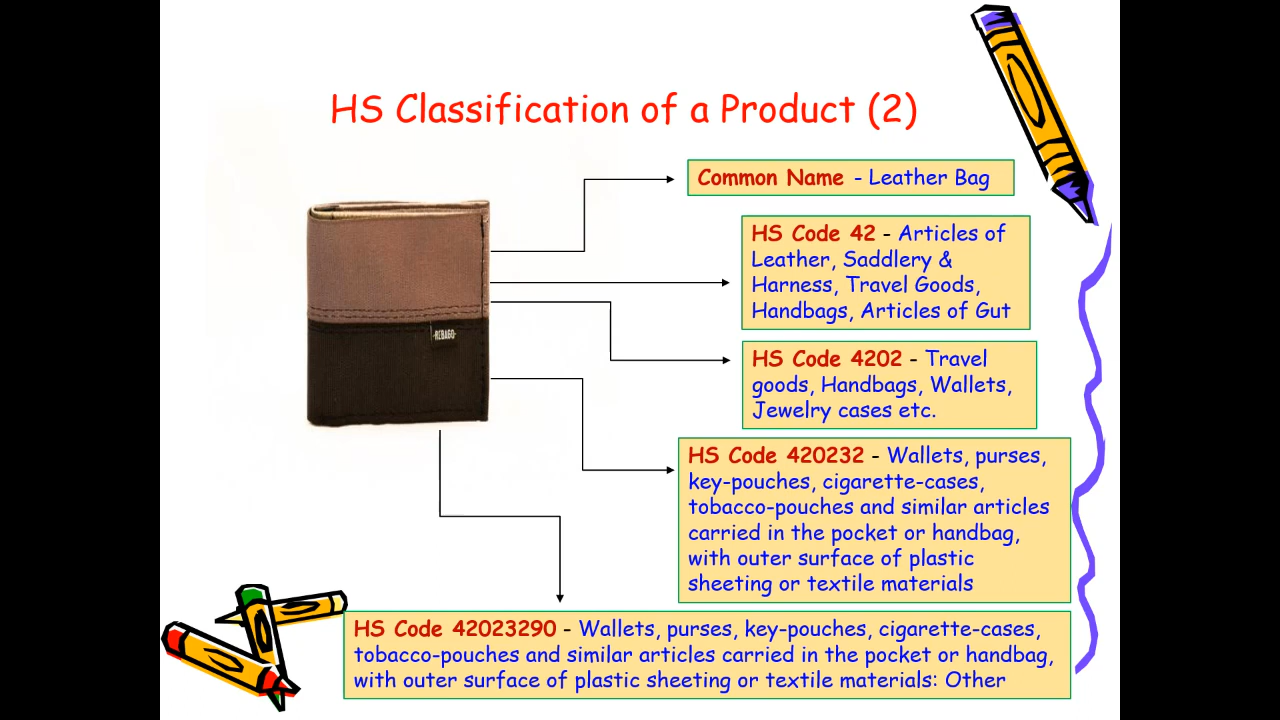 HS Classification of a Product (2)
Common Name - Leather Bag
HS Code 42 - Articles of
Leather, Saddlery &
Harness, Travel Goods,
Handbags, Articles of Gut
-REBAGO-
HS Code 4202 - Travel
goods, Handbags, Wallets,
Jewelry cases etc.
HS Code 420232 - Wallets, purses,
key-pouches, cigarette-cases,
tobacco-pouches and similar articles
carried in the pocket or handbag,
with outer surface of plastic
sheeting or textile materials
HS Code 42023290 - Wallets, purses, key-pouches, cigarette-cases,
tobacco-pouches and similar articles carried in the pocket or handbag,
with outer surface of plastic sheeting or textile materials: Other